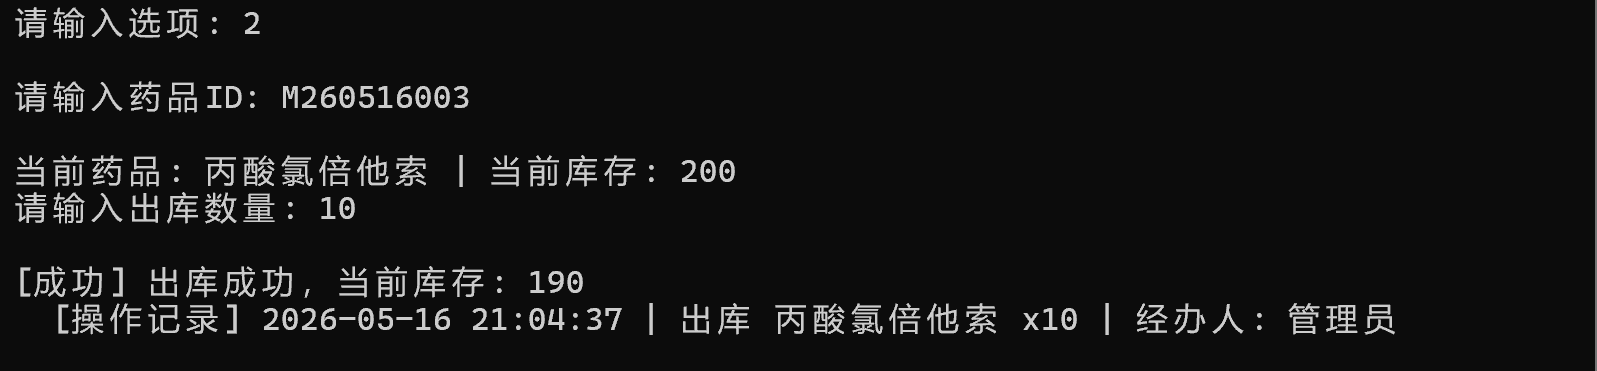 请输入选项: 2
请输入药品ID: M260516003
当前药品: 丙酸氯倍他索 | 当前库存: 200
请输入出库数量: 10
[成功] 出库成功, 当前库存: 190
[操作记录] 2026-05-16 21:04:37 | 出库 丙酸氯倍他索 x10 | 经办人: 管理员